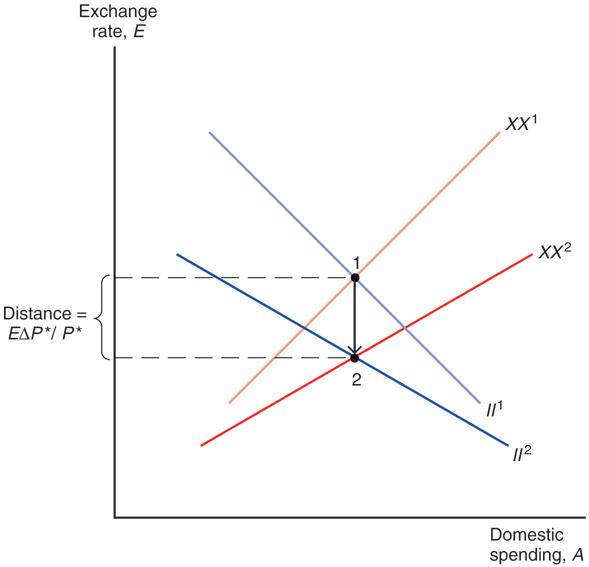 Exchange
rate, E
XX¹
1
XX²
Distance =
EΔP*/ P*
2
II¹
II²
Domestic
spending, A